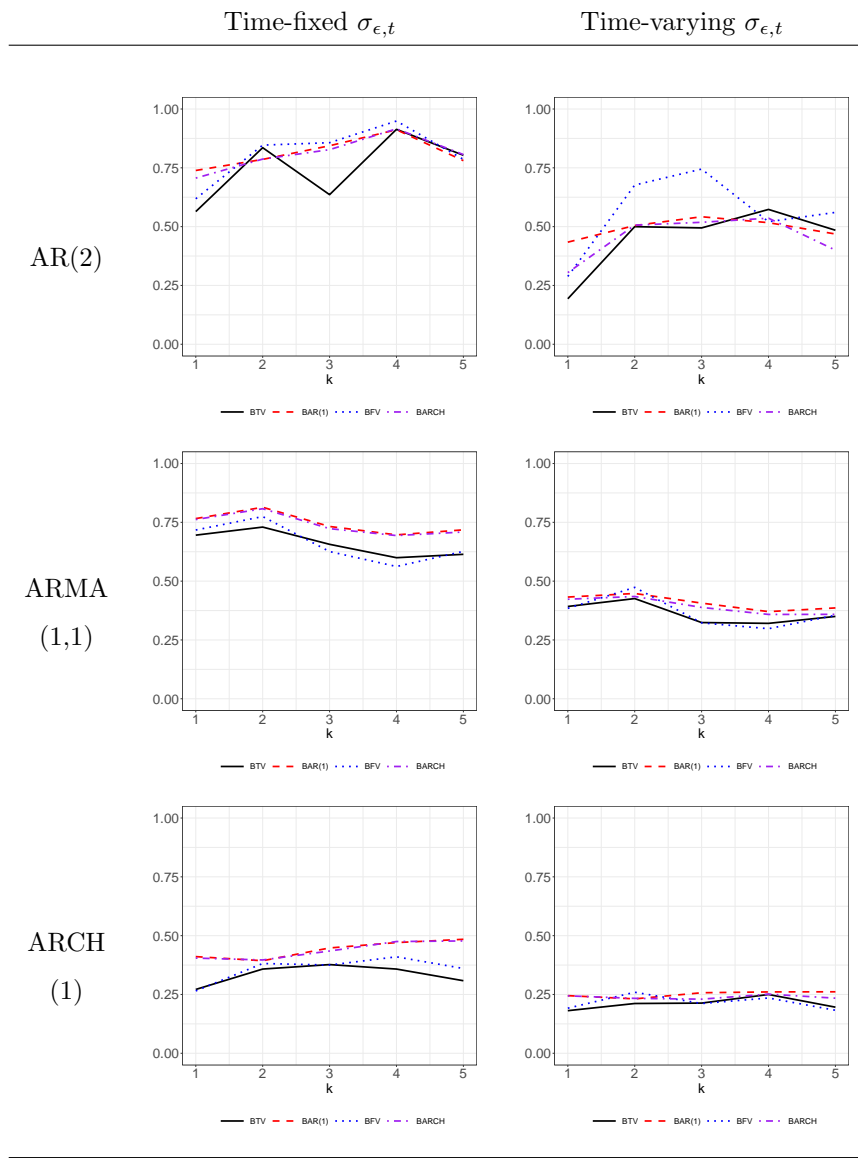 Time-fixed σϵ,t Time-varying σϵ,t
AR(2)
1.00
0.75
0.50
0.25
0.00
1 2 3 4 5
k
BTV BAR(1) BFV BARCH
1.00
0.75
0.50
0.25
0.00
1 2 3 4 5
k
BTV BAR(1) BFV BARCH
ARMA
(1,1)
1.00
0.75
0.50
0.25
0.00
1 2 3 4 5
k
BTV BAR(1) BFV BARCH
1.00
0.75
0.50
0.25
0.00
1 2 3 4 5
k
BTV BAR(1) BFV BARCH
ARCH
(1)
1.00
0.75
0.50
0.25
0.00
1 2 3 4 5
k
BTV BAR(1) BFV BARCH
1.00
0.75
0.50
0.25
0.00
1 2 3 4 5
k
BTV BAR(1) BFV BARCH